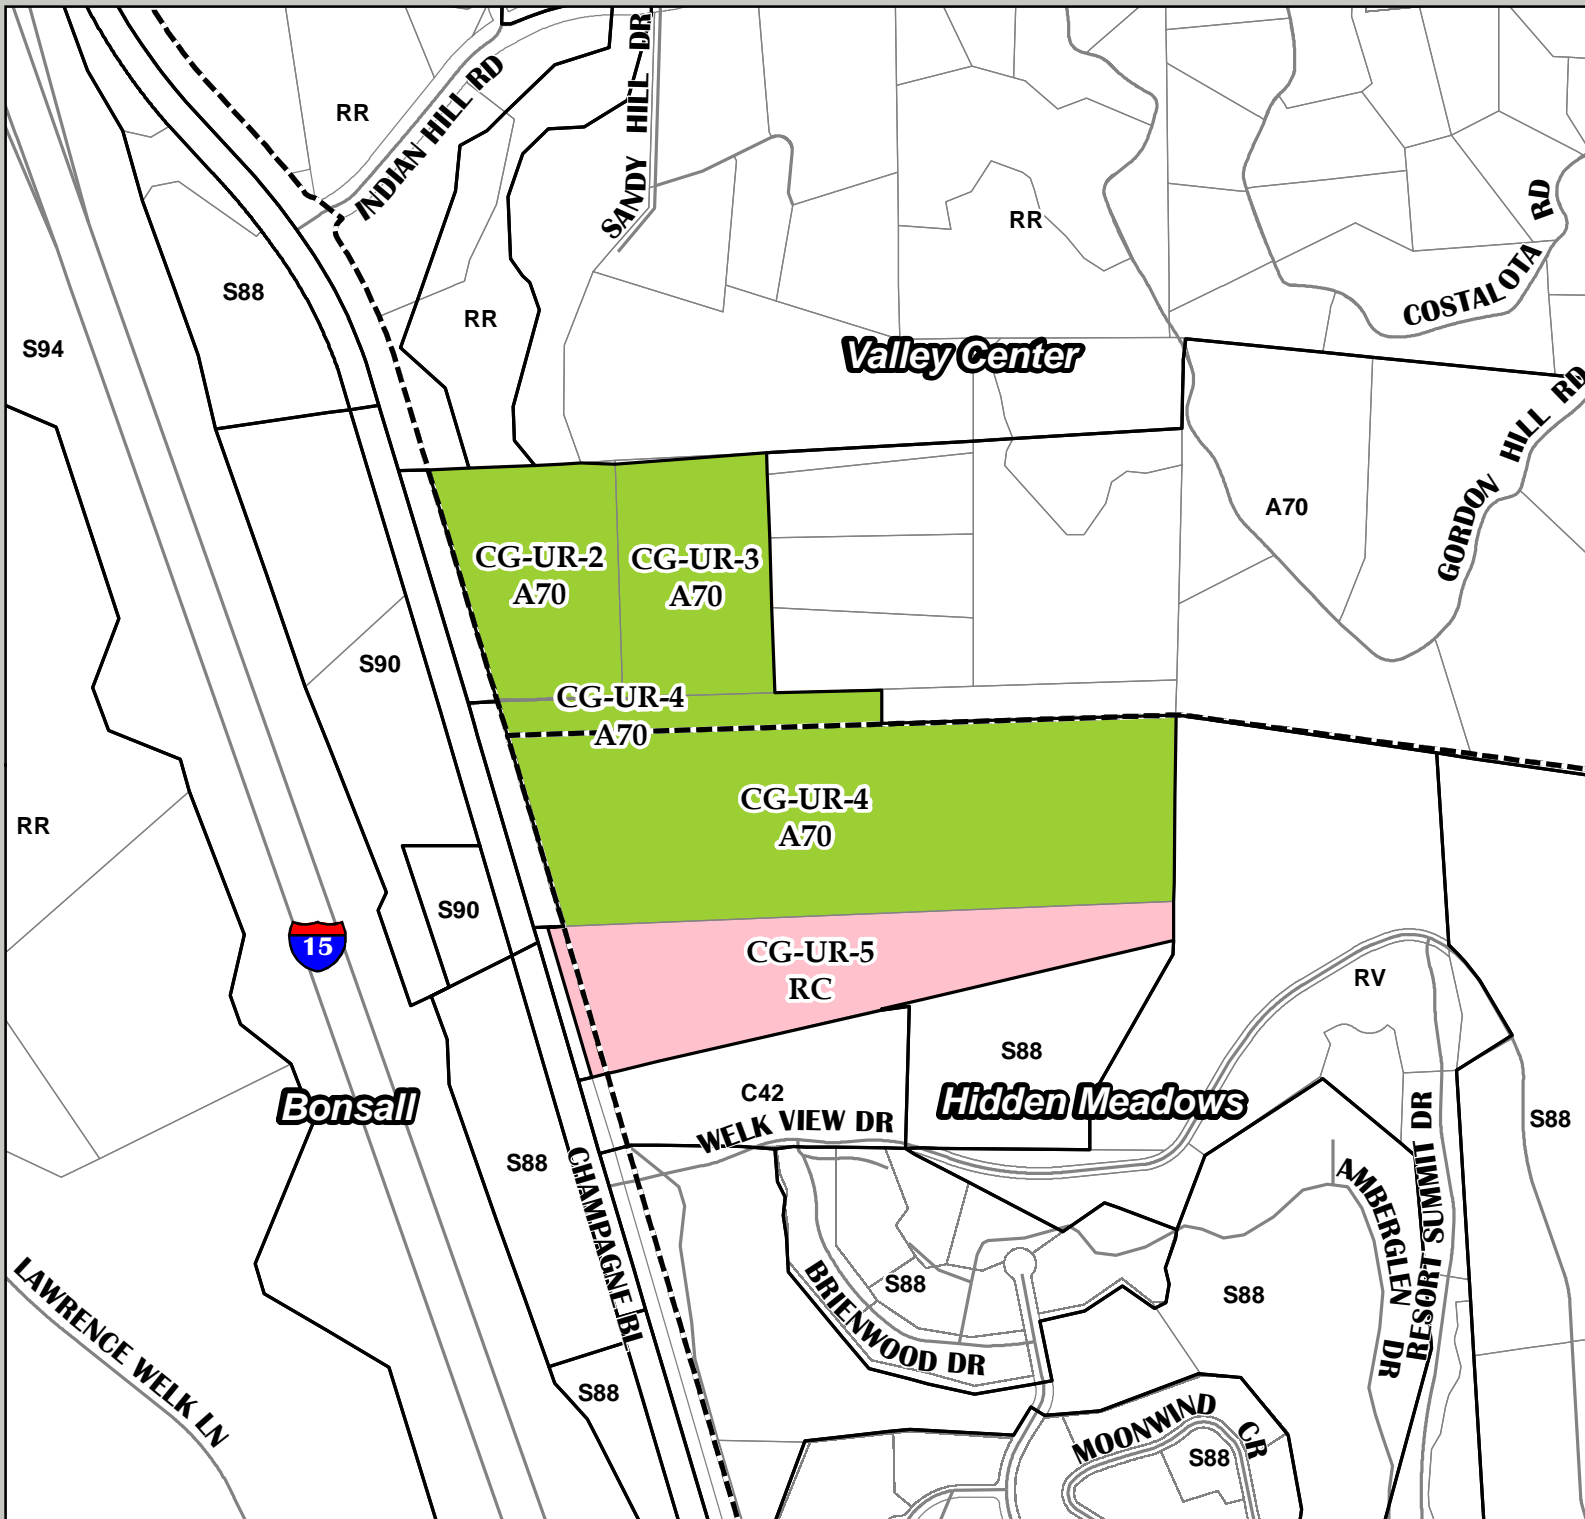 RR
INDIAN HILL RD
SANDY HILL DR
RR
RD
COSTALOTA
S88
RR
S94
Valley Center
GORDON HILL RD
A70
CG-UR-2
A70
CG-UR-3
A70
S90
CG-UR-4
A70
CG-UR-4
A70
RR
S90
15
CG-UR-5
RC
RV
S88
C42
Hidden Meadows
Bonsall
WELK VIEW DR
S88
S88
CHAMPAGNE BL
AMBERGLEN DR
RESORT SUMIT DR
S88
S88
BRIENWOOD DR
LAWRENCE WELK LN
S88
MOONWIND CR
S88